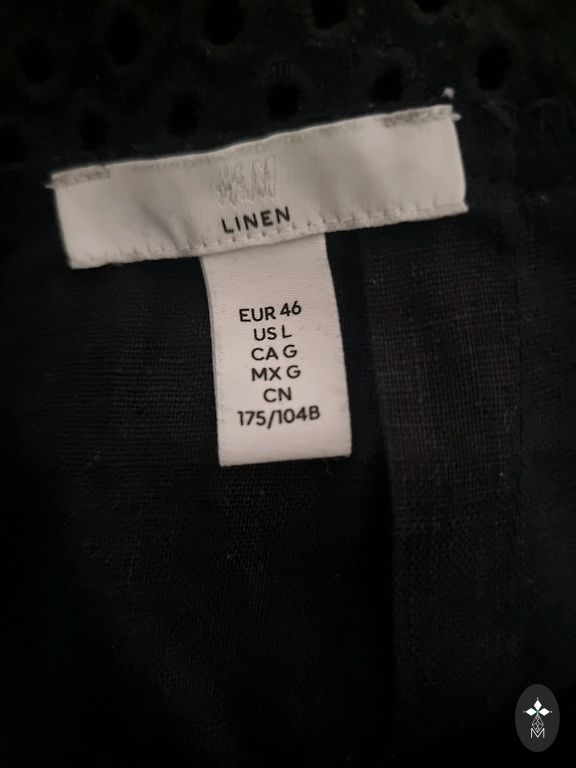 H&M
LINEN
EUR 46
US L
CA G
MX G
CN
175/104B